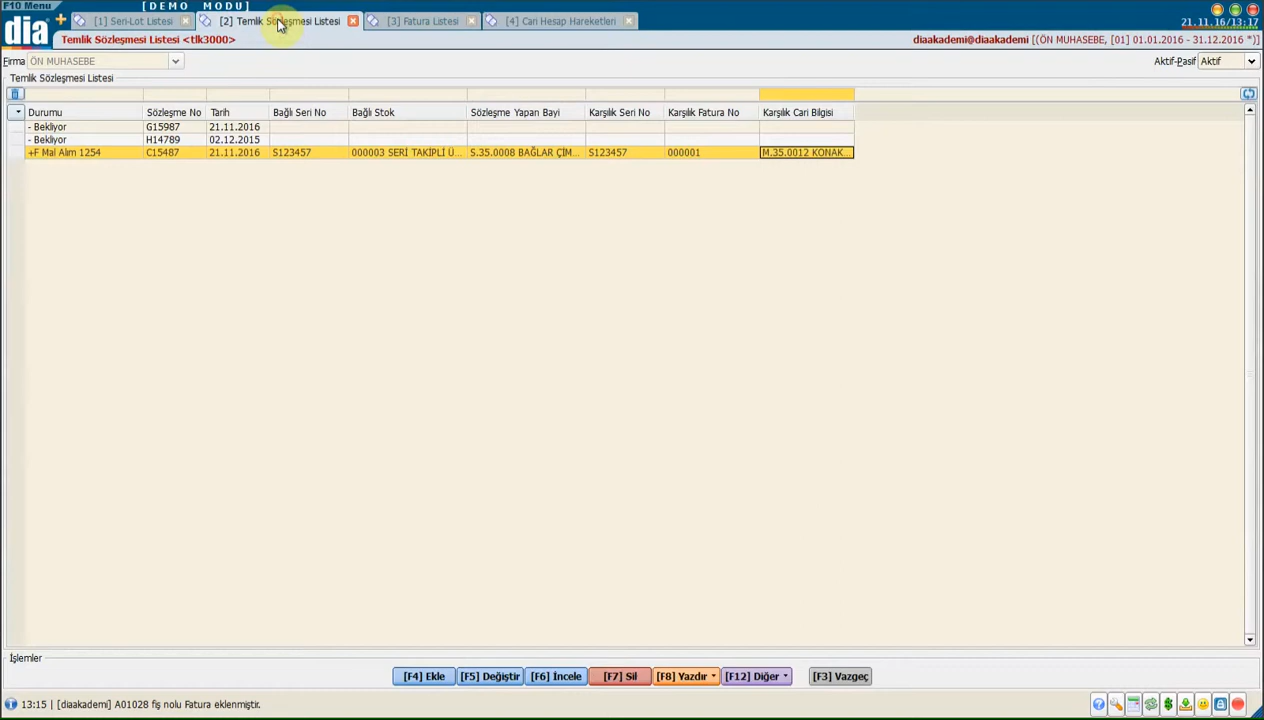 F10 Menu
[DEMO MODU]
dia
[1] Seri-Lot Listesi
[2] Temlik Sözleşmesi Listesi
[3] Fatura Listesi
[4] Cari Hesap Hareketleri
21.11.16/13:17
Temlik Sözleşmesi Listesi <tlk3000>
diaakademi@diaakademi [(ÖN MUHASEBE, [01] 01.01.2016 - 31.12.2016 *)]
Firma ÖN MUHASEBE
Aktif-Pasif Aktif
Temlik Sözleşmesi Listesi
Durumu Sözleşme No Tarih Bağlı Seri No Bağlı Stok Sözleşme Yapan Bayi Karşılık Seri No Karşılık Fatura No Karşılık Cari Bilgisi
- Bekliyor G15987 21.11.2016
- Bekliyor H14789 02.12.2015
+F Mal Alım 1254 C15487 21.11.2016 S123457 000003 SERİ TAKİPLİ Ü... S.35.0008 BAĞLAR ÇİM... S123457 000001 M.35.0012 KONAK...
İşlemler
[F4] Ekle [F5] Değiştir [F6] İncele [F7] Sil [F8] Yazdır [F12] Diğer [F3] Vazgeç
13:15 | [diaakademi] A01028 fiş nolu Fatura eklenmiştir.